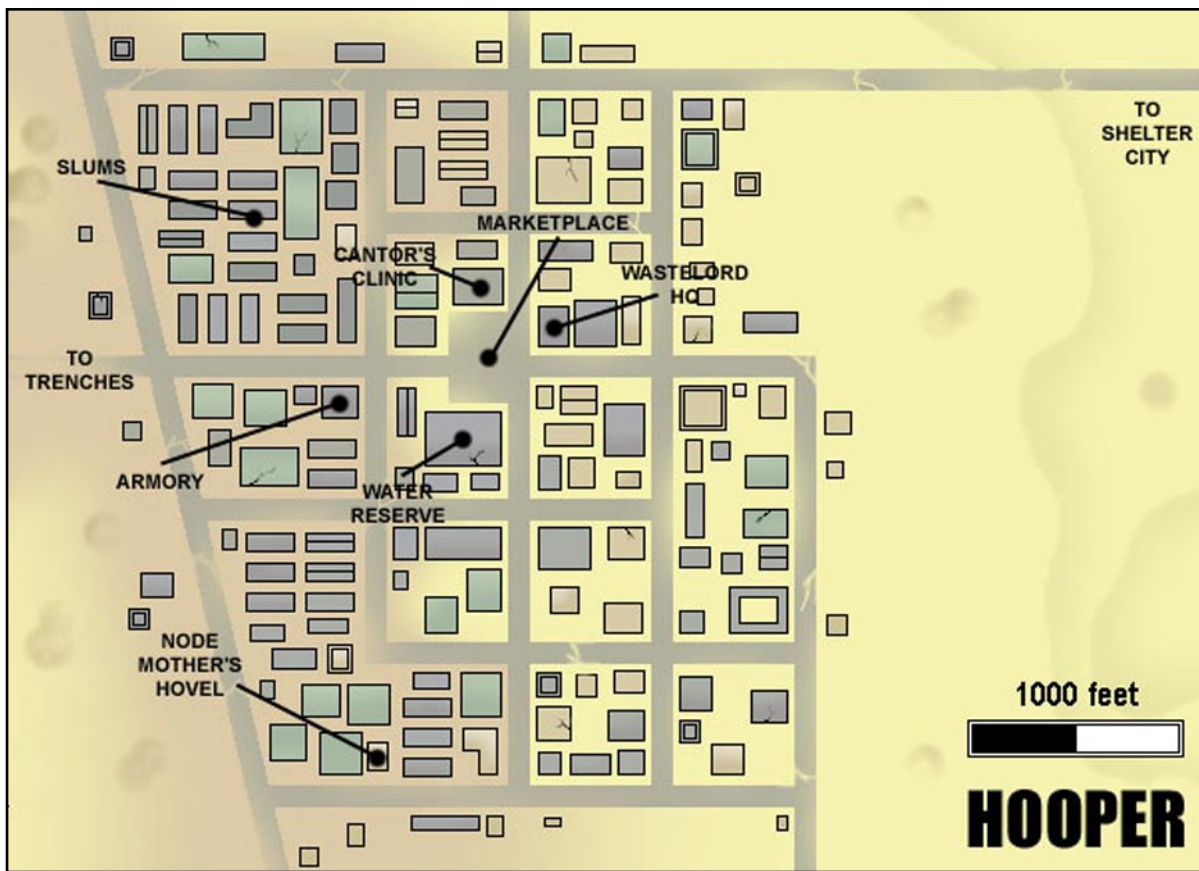 TO
SHELTER
CITY
SLUMS
MARKETPLACE
CANTOR'S
CLINIC
WASTELORD
HQ
TO
TRENCHES
ARMORY
WATER
RESERVE
NODE
MOTHER'S
HOVEL
1000 feet
HOOPER